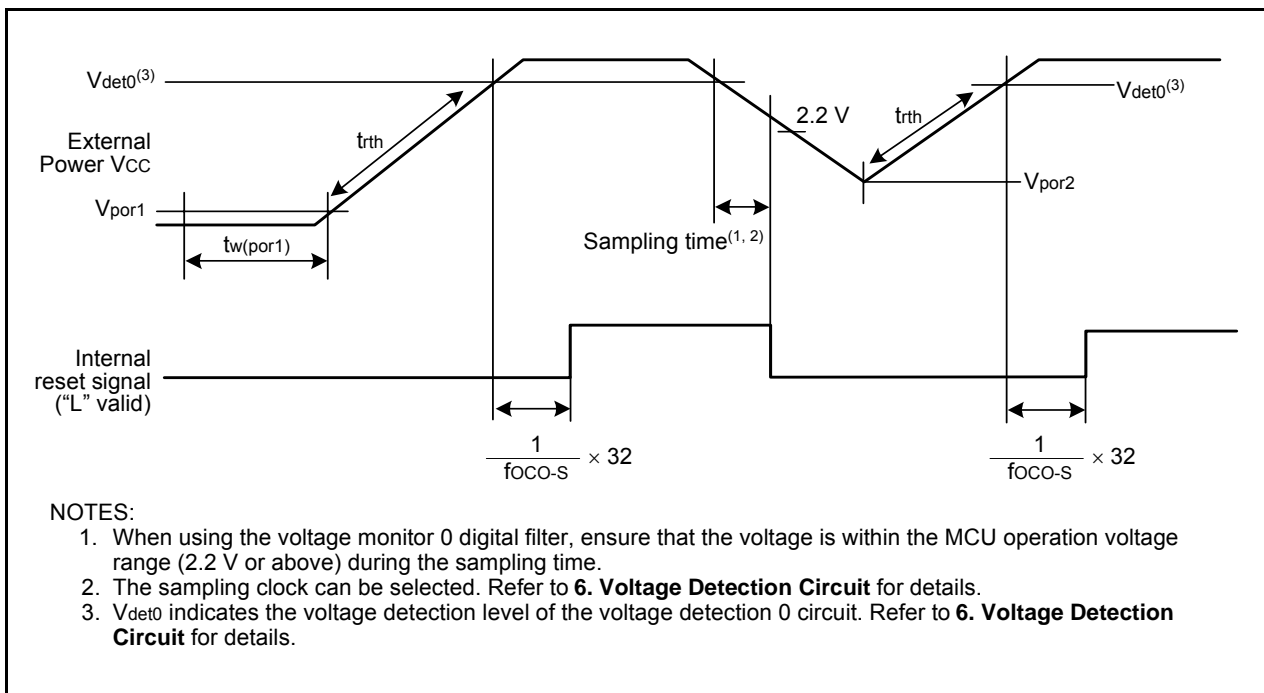 Vdet0(3)
External
Power VCC
Vpor1
tw(por1)
trth
2.2 V
Sampling time(1, 2)
trth
Vdet0(3)
Vpor2
Internal
reset signal
("L" valid)
1
fOCO-S
× 32
1
fOCO-S
× 32
NOTES:
1. When using the voltage monitor 0 digital filter, ensure that the voltage is within the MCU operation voltage
range (2.2 V or above) during the sampling time.
2. The sampling clock can be selected. Refer to 6. Voltage Detection Circuit for details.
3. Vdet0 indicates the voltage detection level of the voltage detection 0 circuit. Refer to 6. Voltage Detection
Circuit for details.